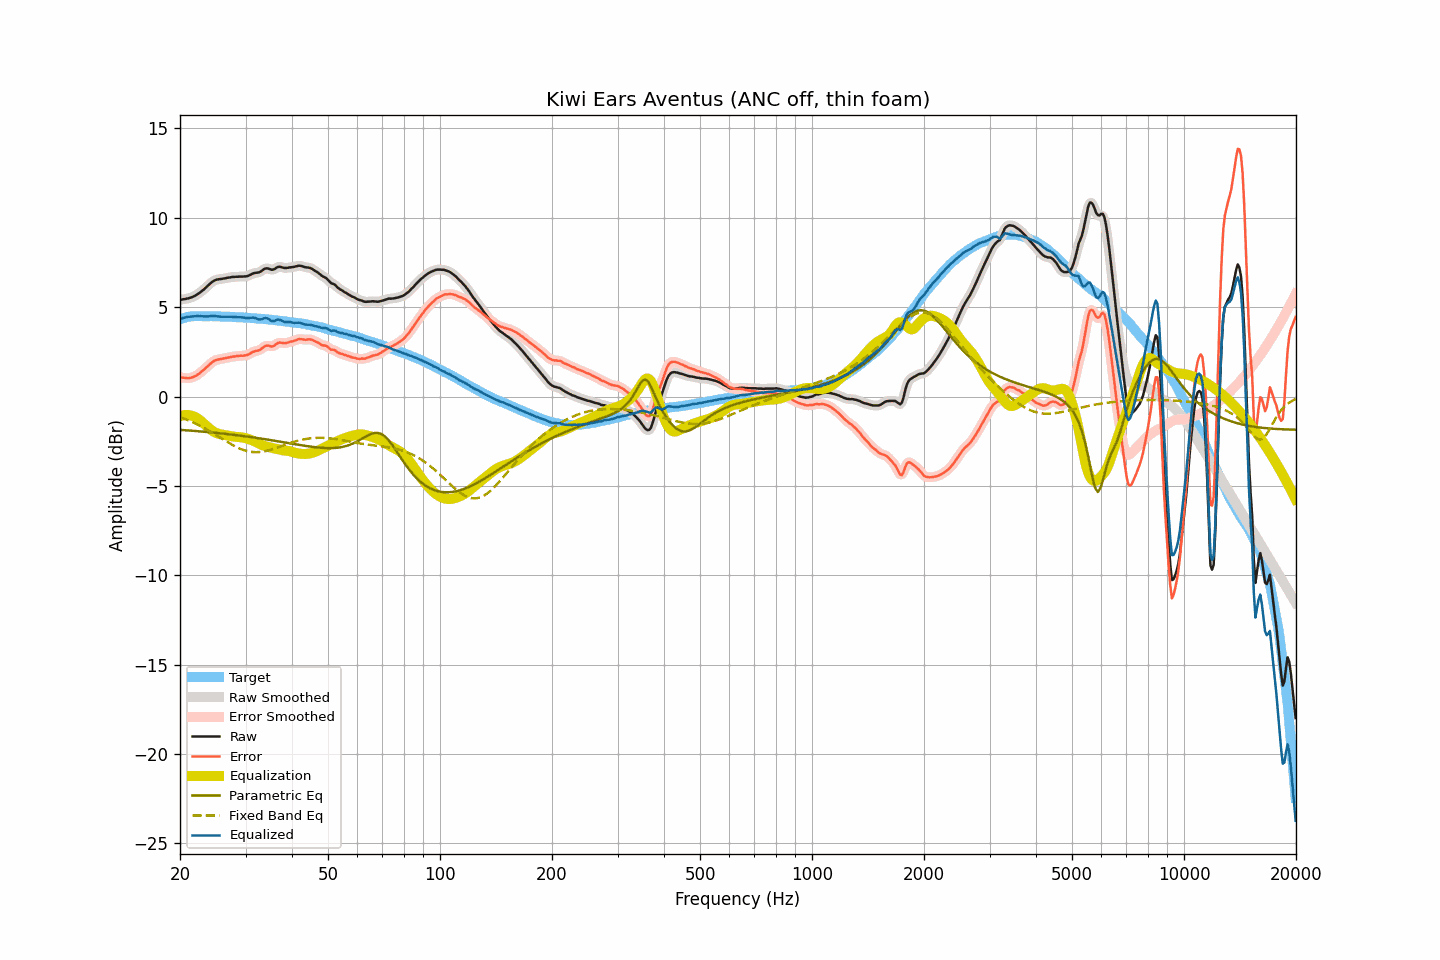 Kiwi Ears Aventus (ANC off, thin foam)
15
10
5
0
−5
−10
−15
−20
−25
Amplitude (dBr)
Target
Raw Smoothed
Error Smoothed
Raw
Error
Equalization
Parametric Eq
Fixed Band Eq
Equalized
20 50 100 200 500 1000 2000 5000 10000 20000
Frequency (Hz)